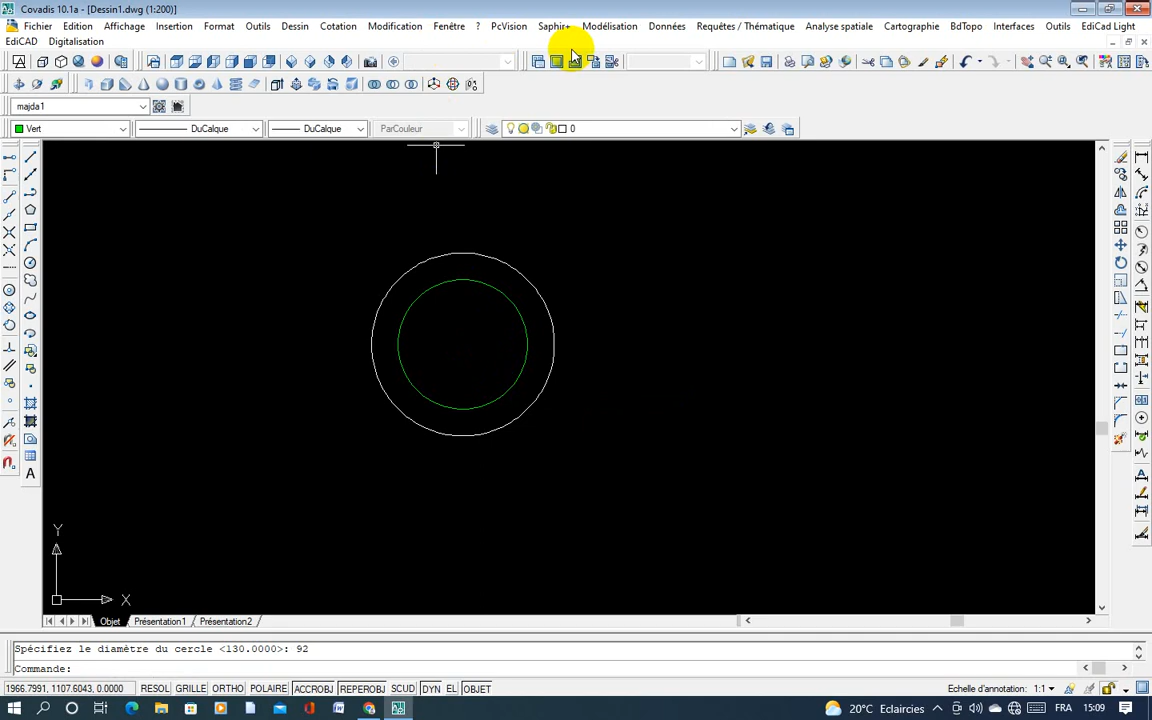 Covadis 10.1a - [Dessin1.dwg (1:200)]
Fichier Edition Affichage Insertion Format Outils Dessin Cotation Modification Fenêtre ? PcVision Saphir+ Modélisation Données Requêtes / Thématique Analyse spatiale Cartographie BdTopo Interfaces Outils EdiCad Light
EdiCAD Digitalisation
majda1
Vert DuCalque DuCalque ParCouleur 0
A
Y
X
Objet Présentation1 Présentation2
Spécifiez le diamètre du cercle <130.0000>: 92
Commande:
1966.7991, 1107.6043, 0.0000 RESOL GRILLE ORTHO POLAIRE ACCROBJ REPEROBJ SCUD DYN EL OBJET Echelle d'annotation: 1:1
20°C Eclaircies FRA 15:09